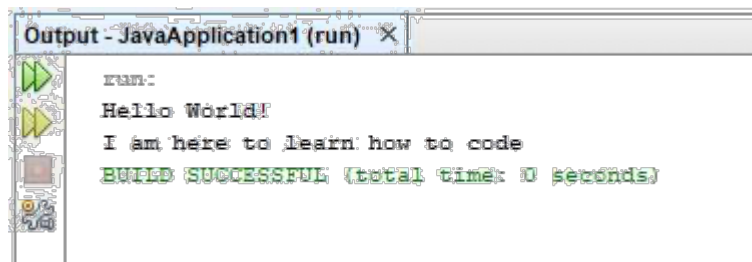 Output - JavaApplication1 (run)
run:
Hello World!
I am here to learn how to code
BUILD SUCCESSFUL (total time: 0 seconds)